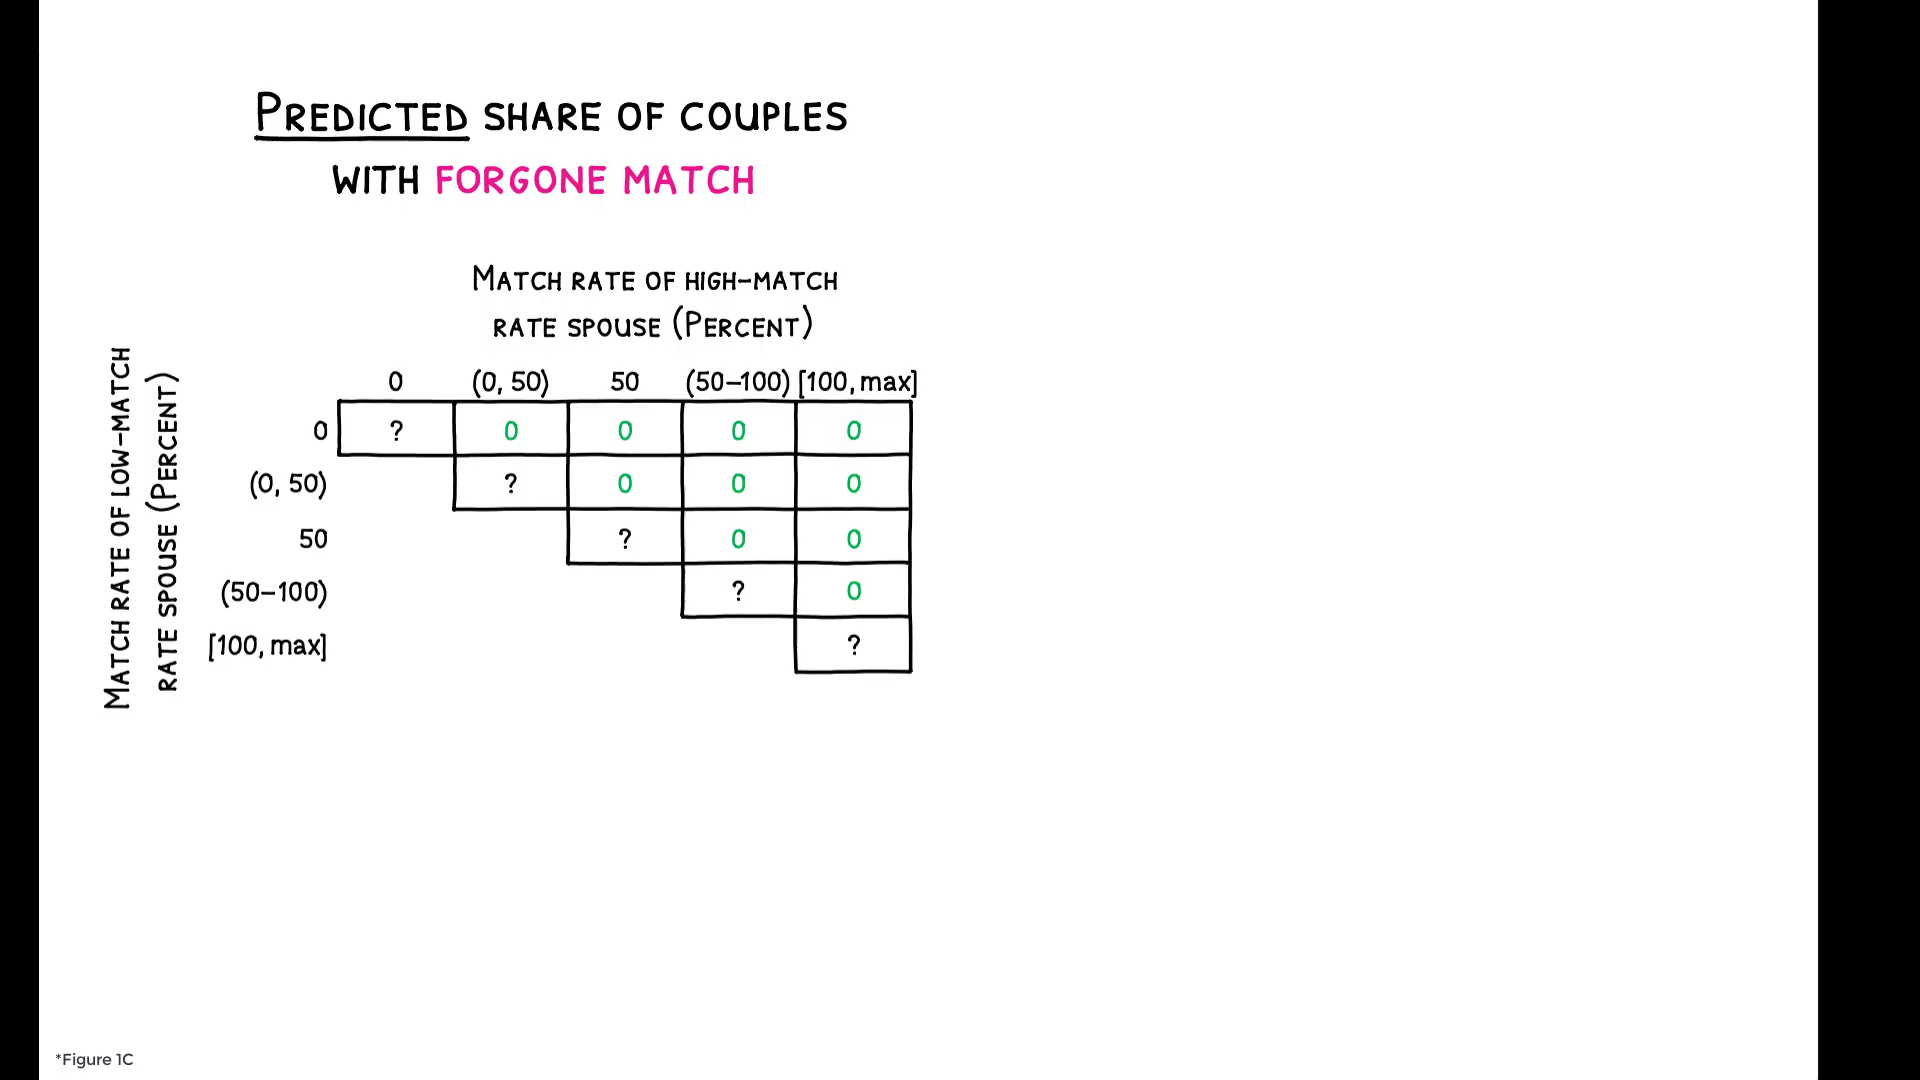 PREDICTED SHARE OF COUPLES
WITH FORGONE MATCH
MATCH RATE OF HIGH-MATCH
RATE SPOUSE (PERCENT)
MATCH RATE OF LOW-MATCH
RATE SPOUSE (PERCENT)
0 (0, 50) 50 (50–100) [100, max]
0 ? 0 0 0 0
(0, 50) ? 0 0 0
50 ? 0 0
(50–100) ? 0
[100, max] ?
*Figure 1C